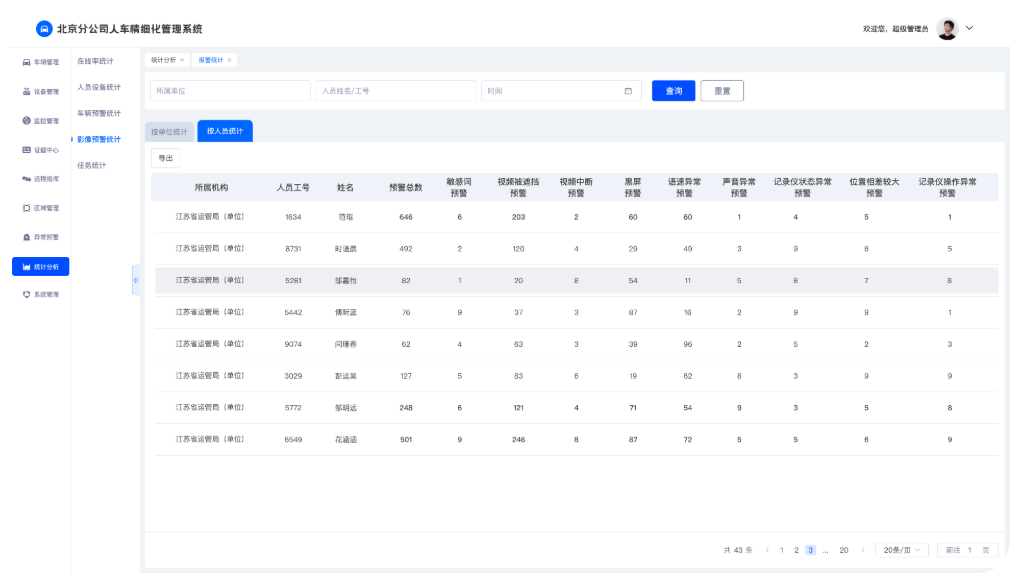 北京分公司人车精细化管理系统
欢迎您，超级管理员
车辆管理
设备管理
监控管理
证据中心
远程指挥
区域管理
异常预警
统计分析
系统管理
在线率统计
人员设备统计
车辆预警统计
影像预警统计
任务统计
统计分析 × 报警统计 ×
所属单位 人员姓名/工号 时间 查询 重置
按单位统计 按人员统计
导出
所属机构 人员工号 姓名 预警总数 敏感词预警 视频被遮挡预警 视频中断预警 黑屏预警 语速异常预警 声音异常预警 记录仪状态异常预警 位置相差较大预警 记录仪操作异常预警
江苏省运管局（单位） 1634 范琨 646 6 203 2 60 60 1 4 5 1
江苏省运管局（单位） 8731 时语晨 492 2 120 4 29 49 3 9 6 5
江苏省运管局（单位） 5281 邹嘉怡 82 1 20 8 54 11 5 8 7 8
江苏省运管局（单位） 5442 傅昕蓝 76 9 37 3 87 16 2 9 9 1
江苏省运管局（单位） 9074 闫瑾春 62 4 63 3 39 96 2 5 2 3
江苏省运管局（单位） 3029 彭运昊 127 5 83 6 19 62 8 3 9 9
江苏省运管局（单位） 5772 邹明远 248 6 121 4 71 54 9 3 5 8
江苏省运管局（单位） 6549 花涵涵 501 9 246 8 87 72 5 5 6 9
共 43 条 < 1 2 3 ... 20 > 20条/页 前往 1 页